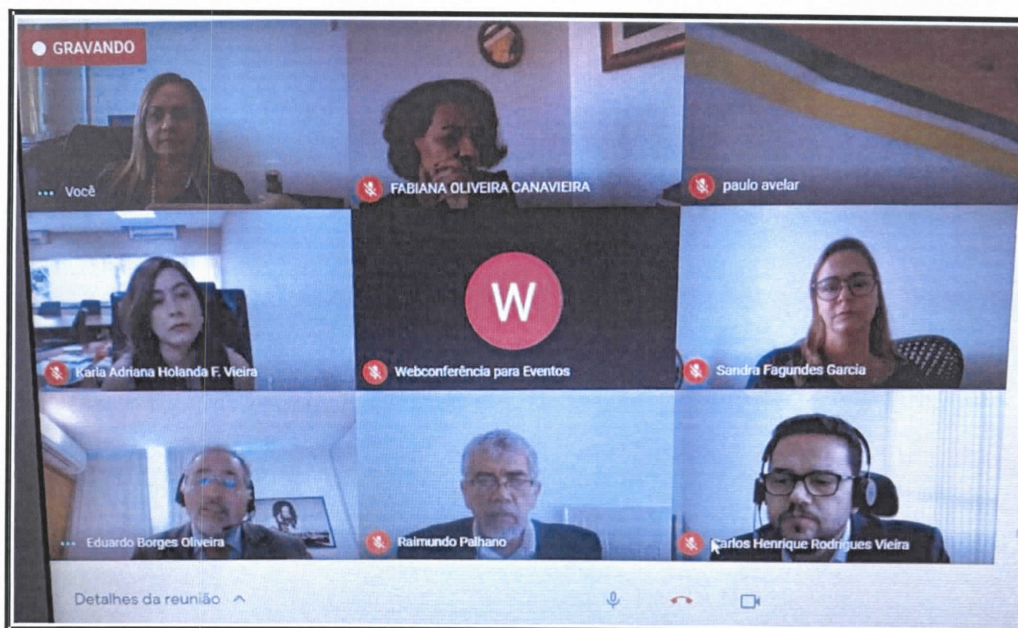 GRAVANDO
Você
FABIANA OLIVEIRA CANAVIEIRA
paulo avelar
Karla Adriana Holanda F. Vieira
W
Webconferência para Eventos
Sandra Fagundes Garcia
Eduardo Borges Oliveira
Raimundo Palhano
Carlos Henrique Rodrigues Vieira
Detalhes da reunião